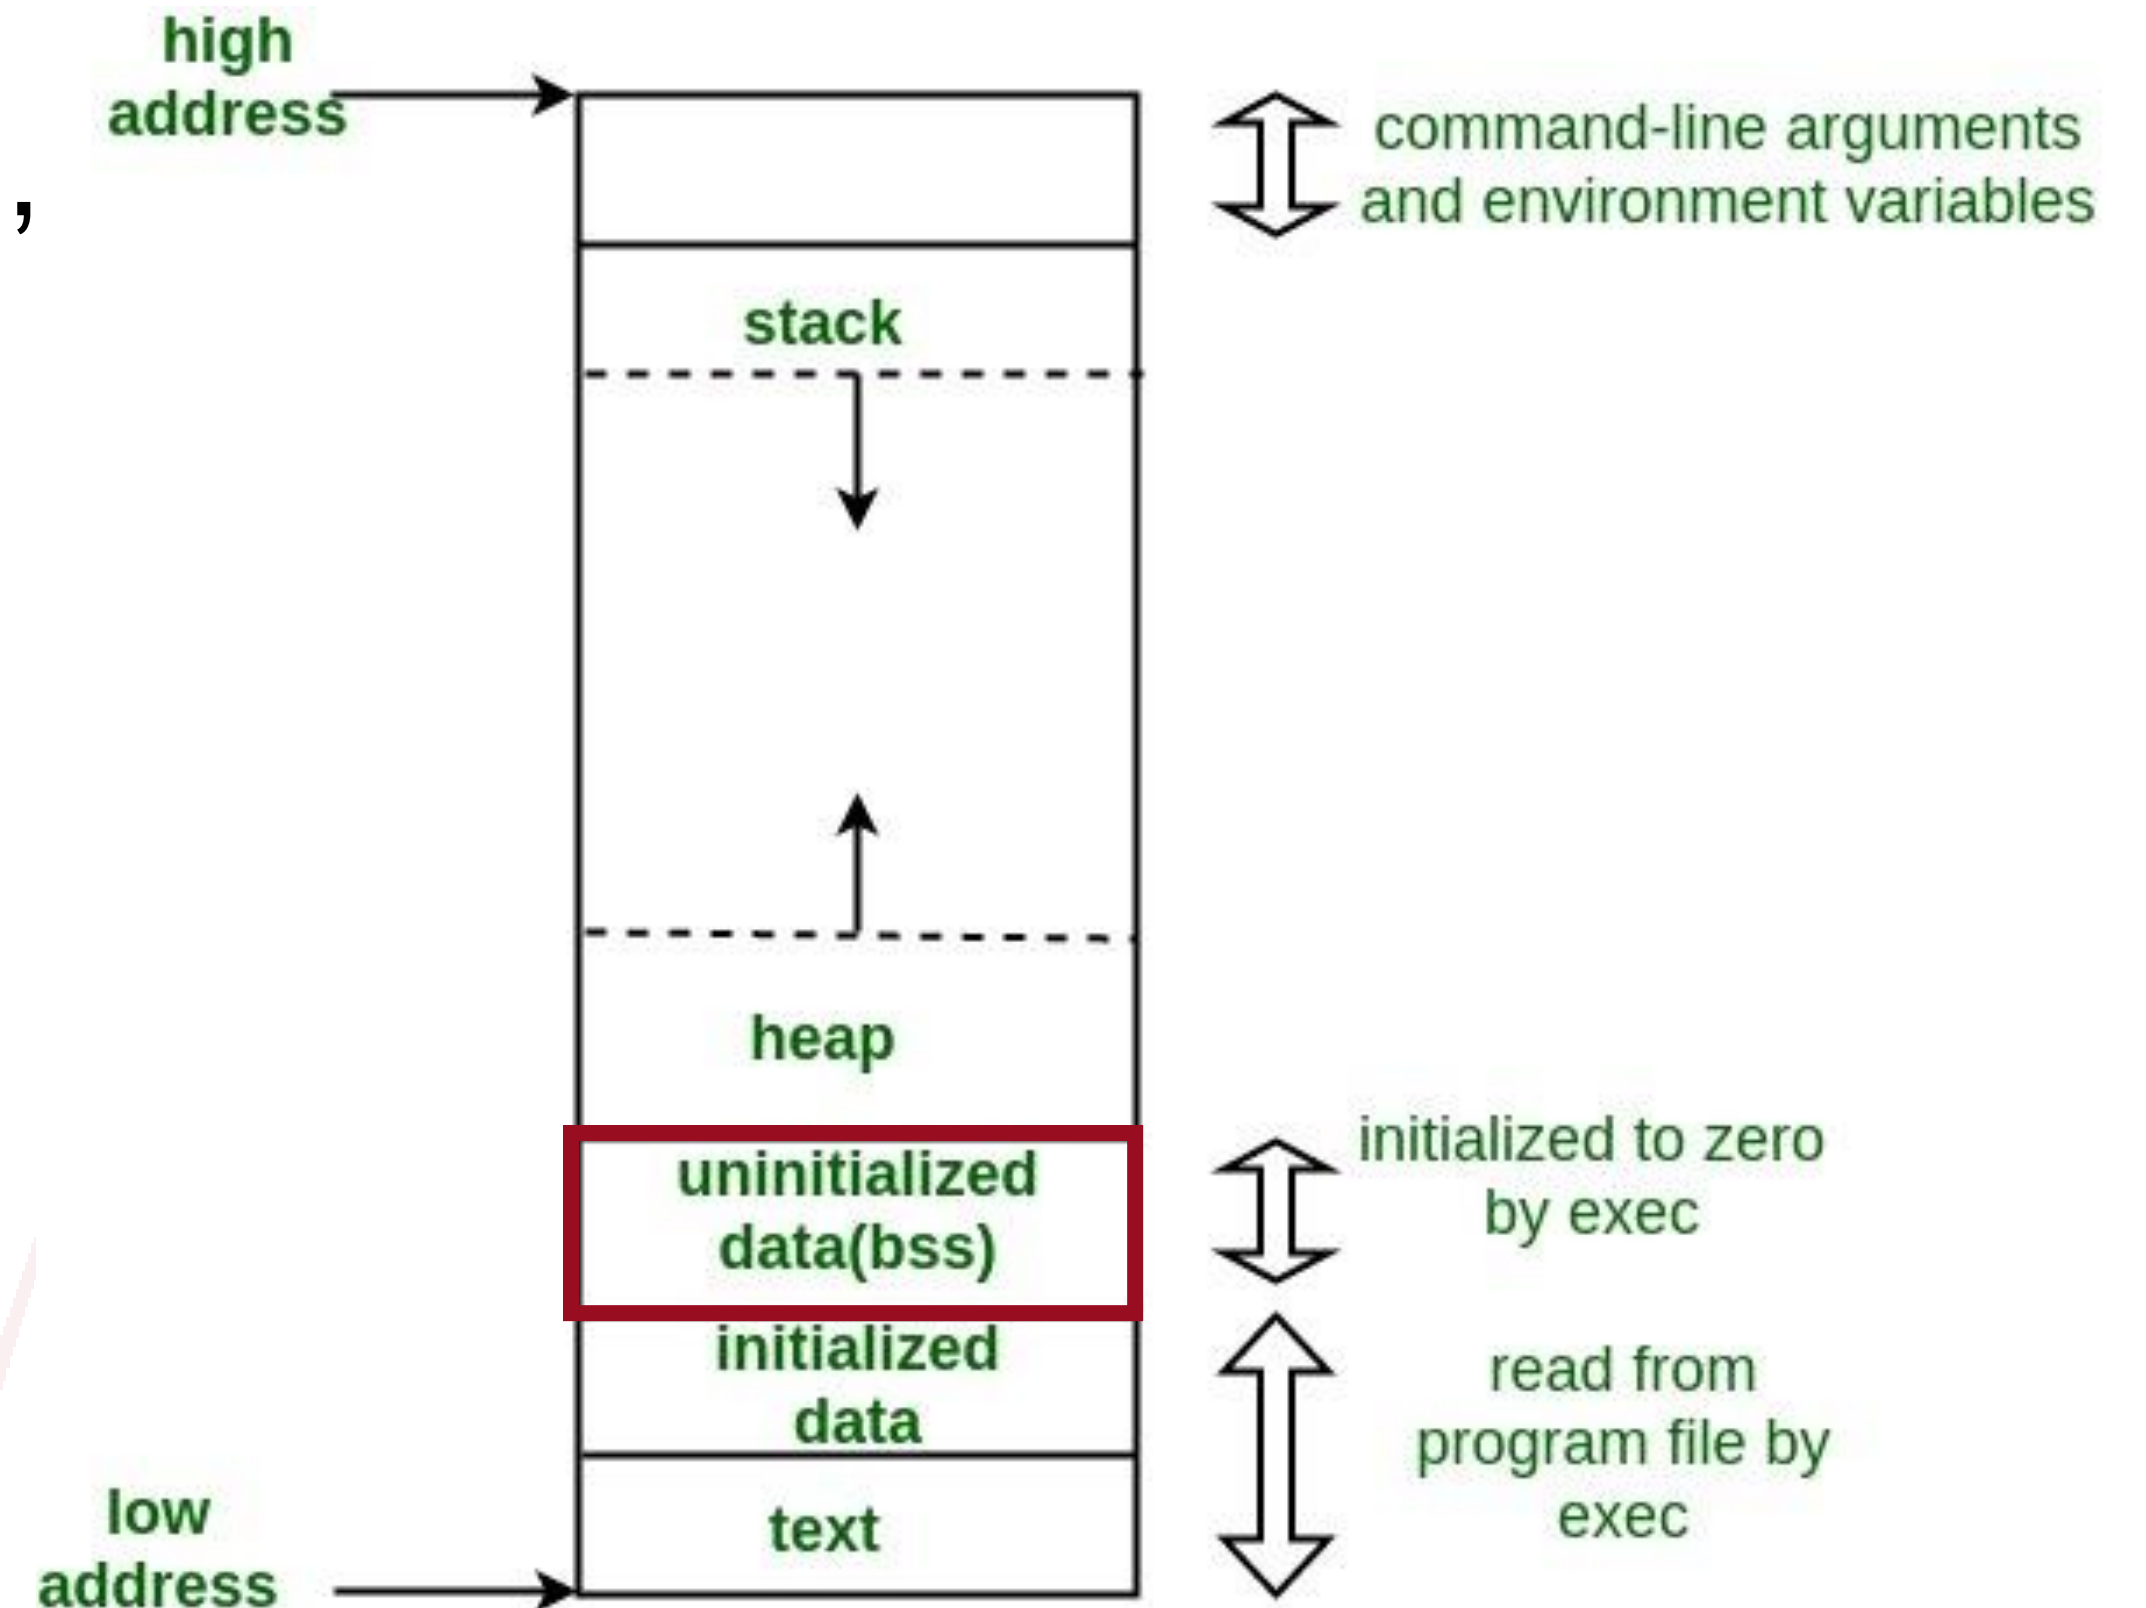 high
address
,
command-line arguments
and environment variables
stack
heap
uninitialized
data(bss)
initialized to zero
by exec
initialized
data
read from
program file by
exec
text
low
address